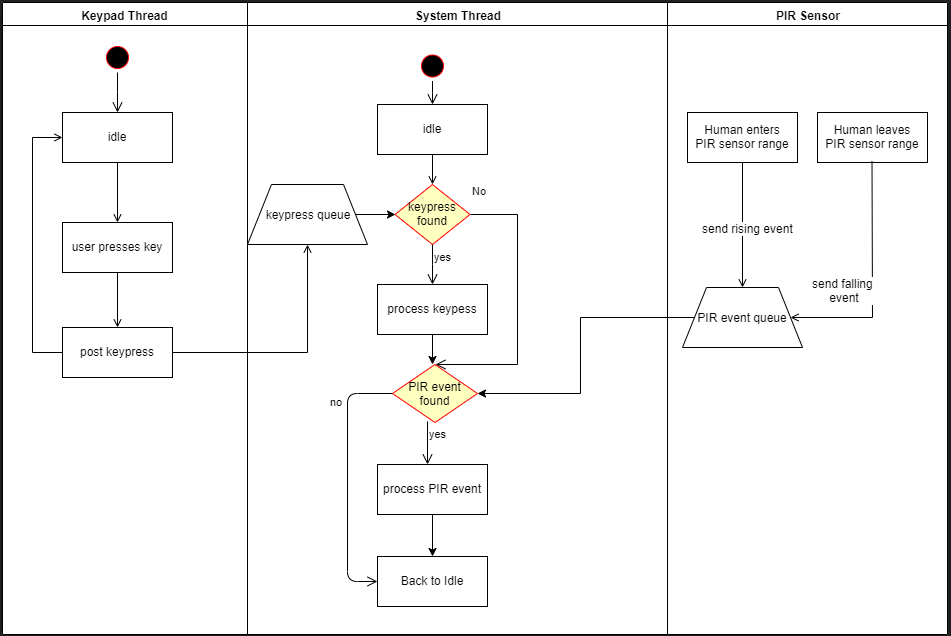 Keypad Thread
System Thread
PIR Sensor
idle
user presses key
post keypress
idle
keypress queue
keypress
found
No
yes
process keypess
PIR event
found
no
yes
process PIR event
Back to Idle
Human enters
PIR sensor range
Human leaves
PIR sensor range
send rising event
send falling
event
PIR event queue